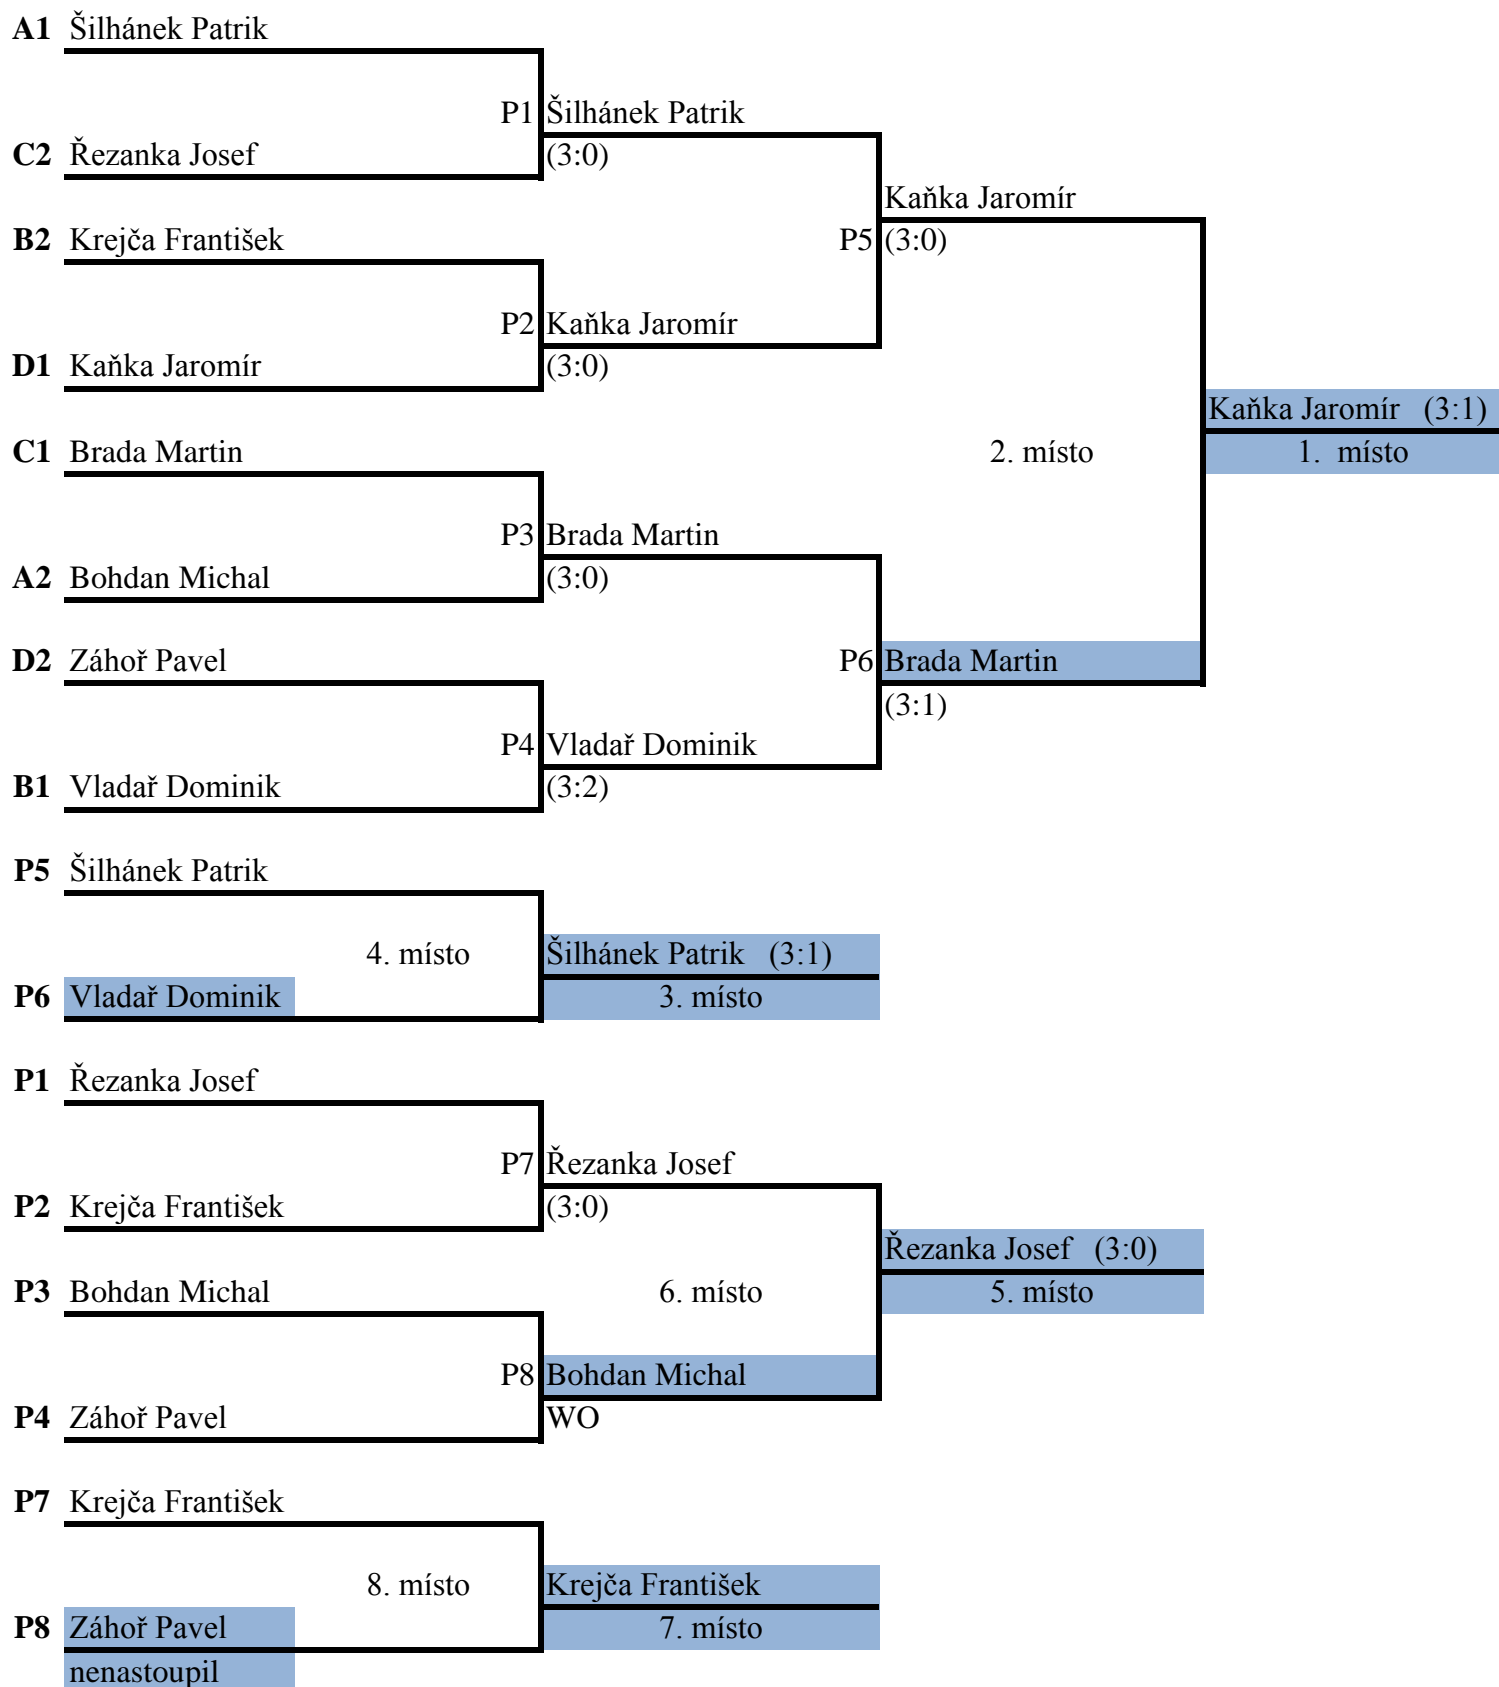 A1 Šilhánek Patrik
P1 Šilhánek Patrik
C2 Řezanka Josef (3:0)
Kaňka Jaromír
B2 Krejča František P5 (3:0)
P2 Kaňka Jaromír
D1 Kaňka Jaromír (3:0)
Kaňka Jaromír (3:1)
C1 Brada Martin 2. místo 1. místo
P3 Brada Martin
A2 Bohdan Michal (3:0)
D2 Záhoř Pavel P6 Brada Martin
(3:1)
P4 Vladař Dominik
B1 Vladař Dominik (3:2)
P5 Šilhánek Patrik
4. místo Šilhánek Patrik (3:1)
P6 Vladař Dominik 3. místo
P1 Řezanka Josef
P7 Řezanka Josef
P2 Krejča František (3:0)
Řezanka Josef (3:0)
P3 Bohdan Michal 6. místo 5. místo
P8 Bohdan Michal
P4 Záhoř Pavel WO
P7 Krejča František
8. místo Krejča František
P8 Záhoř Pavel 7. místo
nenastoupil